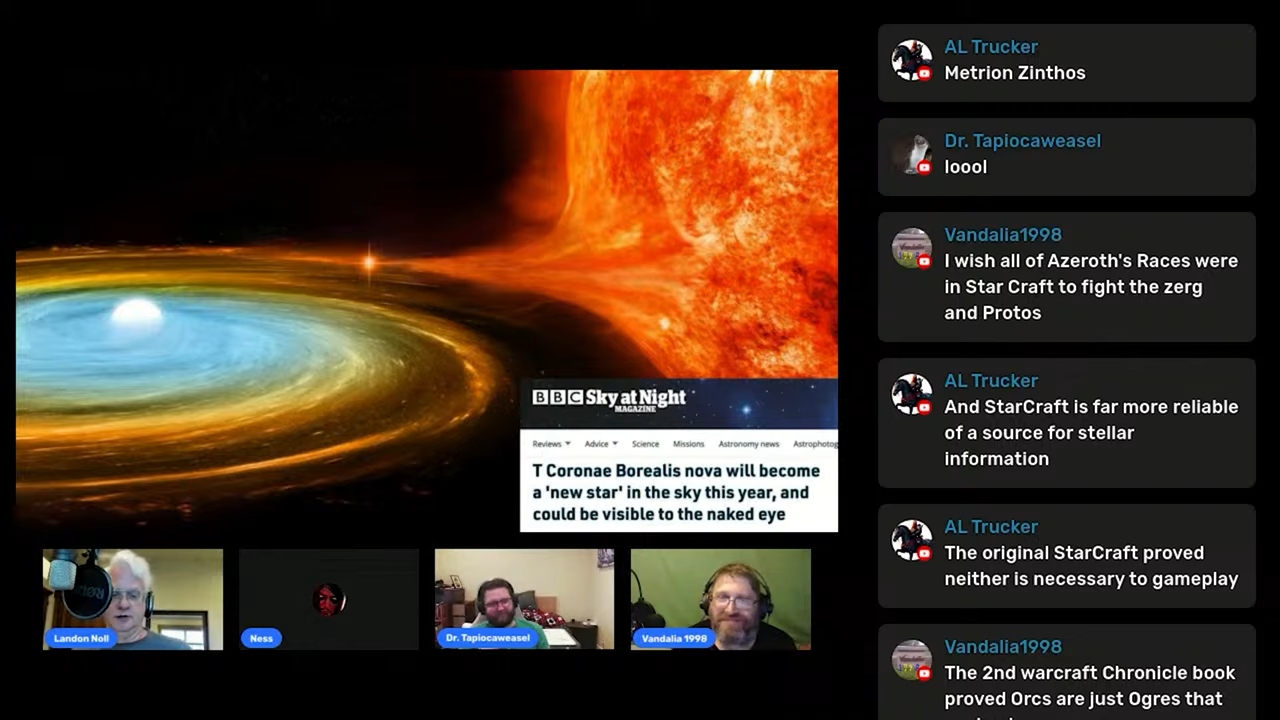 BBC Sky at Night
MAGAZINE
Reviews Advice Science Missions Astronomy news Astrophotog
T Coronae Borealis nova will become
a 'new star' in the sky this year, and
could be visible to the naked eye
Landon Noll
Ness
Dr. Tapiocaweasel
Vandalia 1998
AL Trucker
Metrion Zinthos
Dr. Tapiocaweasel
loool
Vandalia1998
I wish all of Azeroth's Races were
in Star Craft to fight the zerg
and Protos
AL Trucker
And StarCraft is far more reliable
of a source for stellar
information
AL Trucker
The original StarCraft proved
neither is necessary to gameplay
Vandalia1998
The 2nd warcraft Chronicle book
proved Orcs are just Ogres that